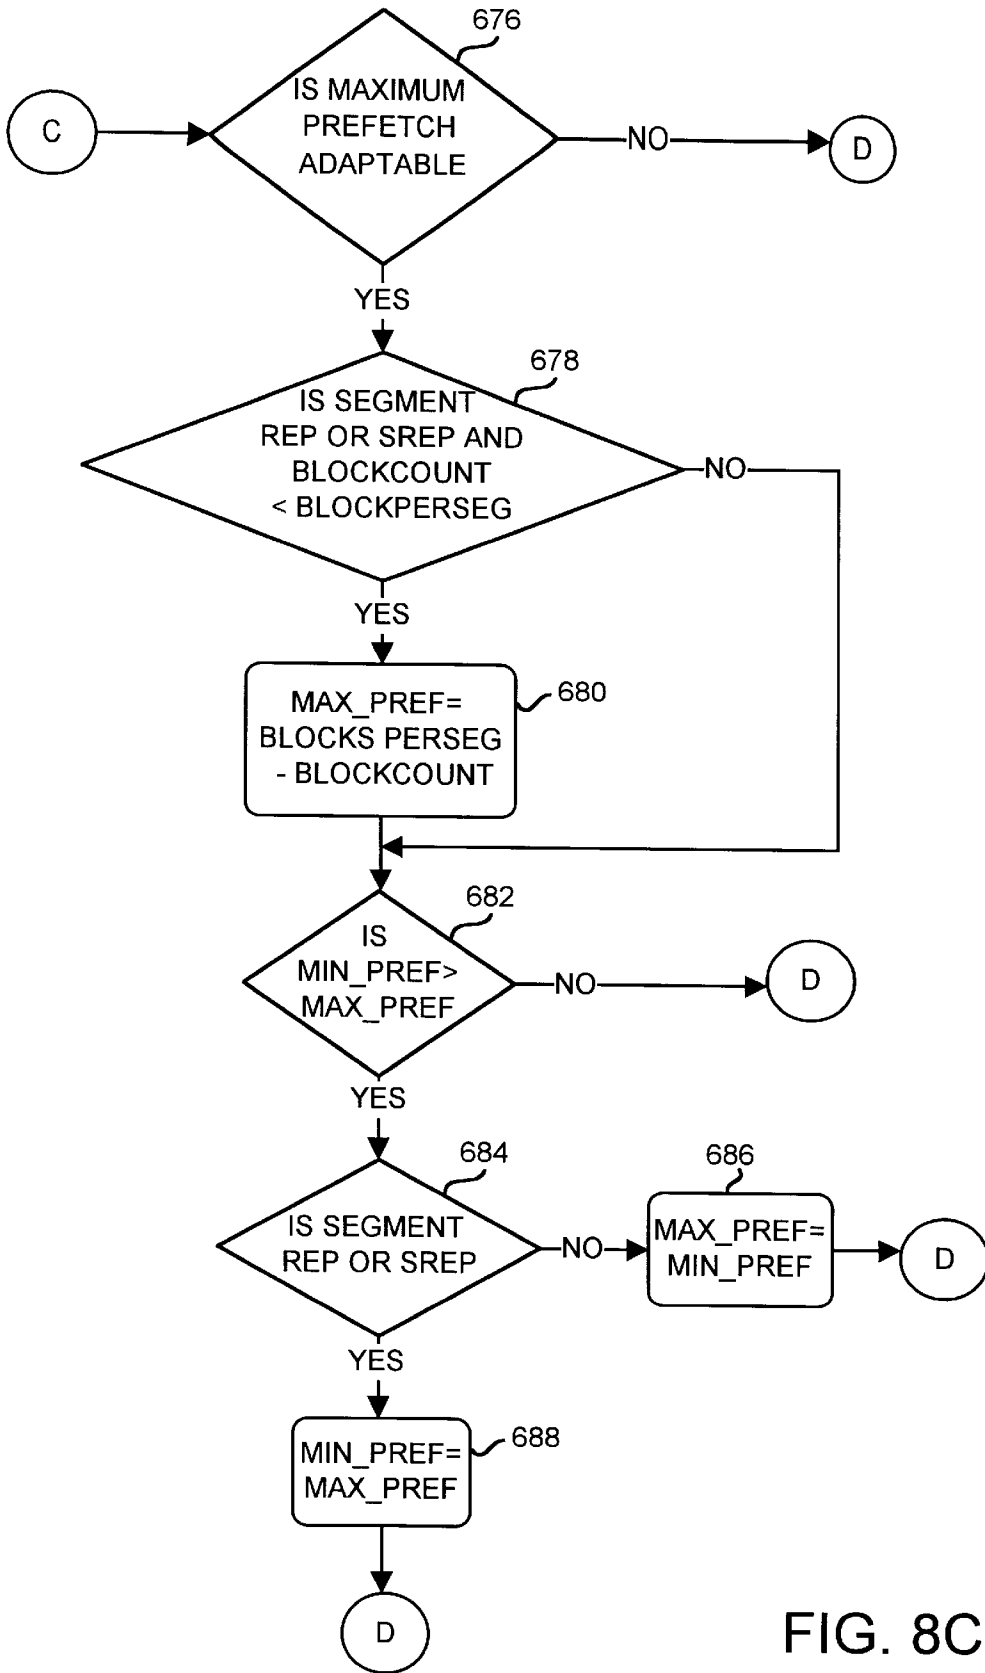 676
IS MAXIMUM
PREFETCH
ADAPTABLE
C
NO
D
YES
678
IS SEGMENT
REP OR SREP AND
BLOCKCOUNT
< BLOCKPERSEG
NO
YES
680
MAX_PREF=
BLOCKS PERSEG
- BLOCKCOUNT
682
IS
MIN_PREF>
MAX_PREF
NO
D
YES
684
IS SEGMENT
REP OR SREP
NO
686
MAX_PREF=
MIN_PREF
D
YES
688
MIN_PREF=
MAX_PREF
D
FIG. 8C